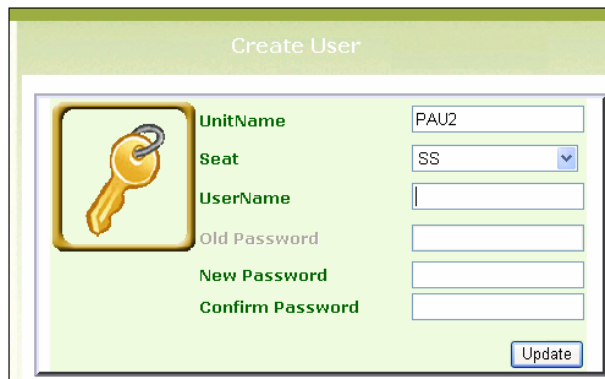 Create User
UnitName PAU2
Seat SS
UserName
Old Password
New Password
Confirm Password
Update